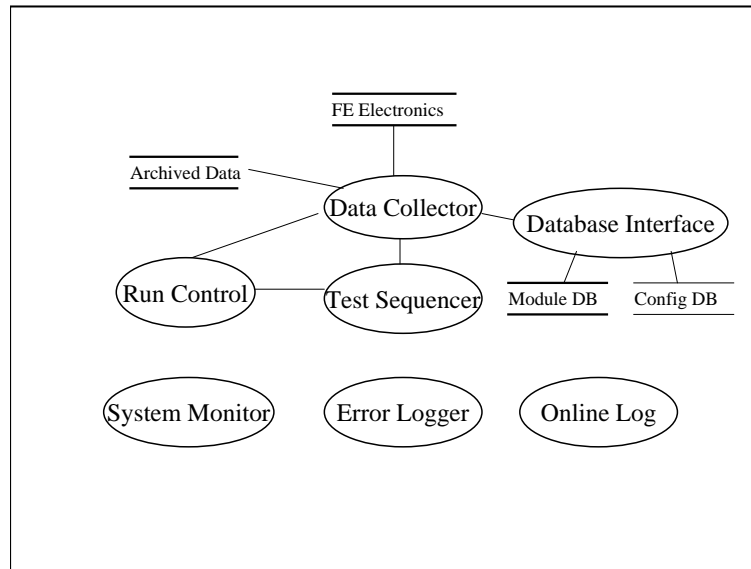 FE Electronics
Archived Data
Data Collector
Database Interface
Run Control
Test Sequencer
Module DB
Config DB
System Monitor
Error Logger
Online Log